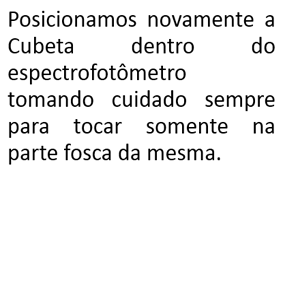 Posicionamos novamente a
Cubeta dentro do
espectrofotômetro
tomando cuidado sempre
para tocar somente na
parte fosca da mesma.